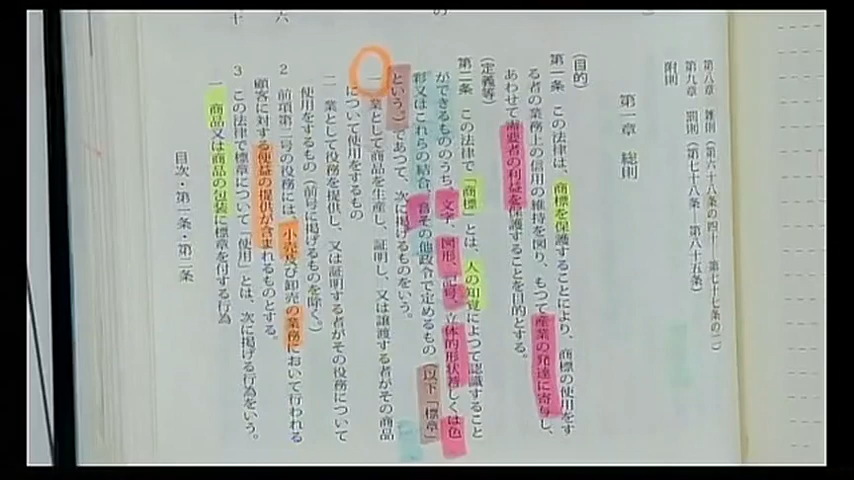 第八章 雑則(第六十八条の四十―第七十七条の二)
第九章 罰則(第七十八条―第八十五条)
附則
第一章 総則
(目的)
第一条 この法律は、商標を保護することにより、商標の使用をす
る者の業務上の信用の維持を図り、もつて産業の発達に寄与し、
あわせて需要者の利益を保護することを目的とする。
(定義等)
第二条 この法律で「商標」とは、人の知覚によつて認識すること
ができるもののうち、文字、図形、記号、立体的形状若しくは色
彩又はこれらの結合、音その他政令で定めるもの(以下「標章」
という。)であつて、次に掲げるものをいう。
一 業として商品を生産し、証明し、又は譲渡する者がその商品
について使用をするもの
二 業として役務を提供し、又は証明する者がその役務について
使用をするもの(前号に掲げるものを除く。)
2 前項第二号の役務には、小売及び卸売の業務において行われる
顧客に対する便益の提供が含まれるものとする。
3 この法律で標章について「使用」とは、次に掲げる行為をいう。
一 商品又は商品の包装に標章を付する行為
目次・第一条・第二条